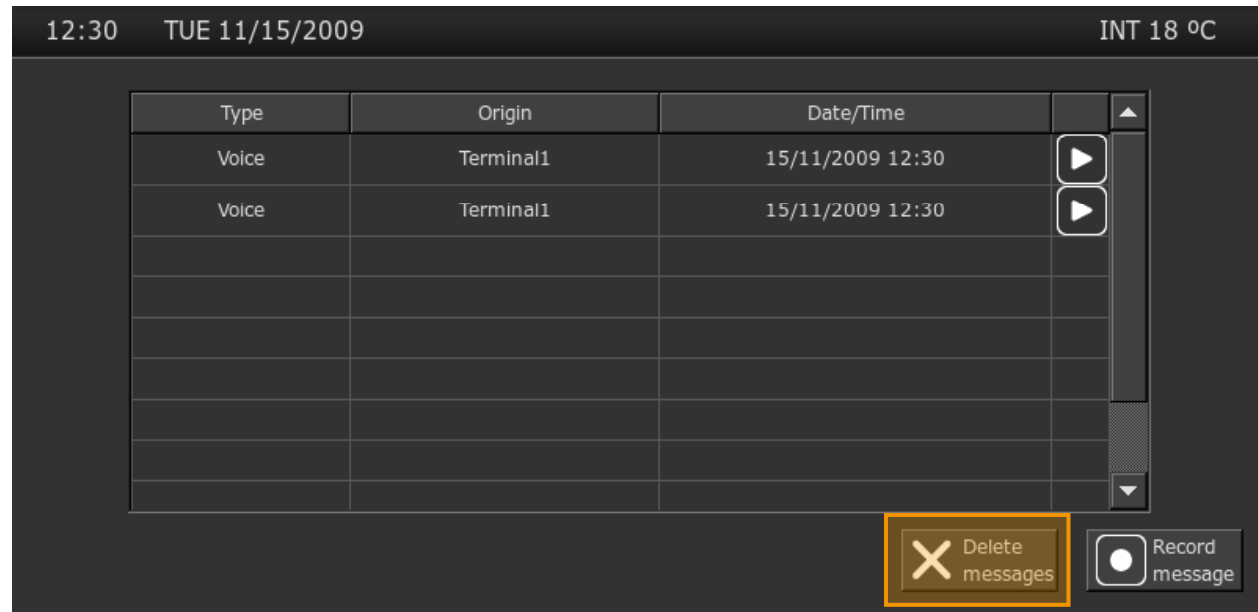 12:30 TUE 11/15/2009 INT 18 ºC
Type Origin Date/Time
Voice Terminal1 15/11/2009 12:30
Voice Terminal1 15/11/2009 12:30
Delete
messages
Record
message